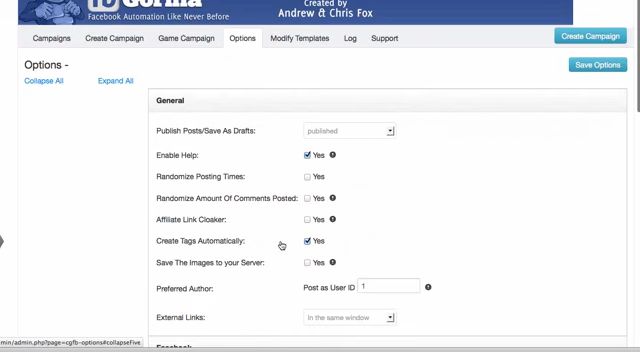 Gorilla
Facebook Automation Like Never Before
Created by
Andrew & Chris Fox
Campaigns
Create Campaign
Game Campaign
Options
Modify Templates
Log
Support
Create Campaign
Options -
Save Options
Collapse All
Expand All
General
Publish Posts/Save As Drafts:
published
Enable Help:
Yes
Randomize Posting Times:
Yes
Randomize Amount Of Comments Posted:
Yes
Affiliate Link Cloaker:
Yes
Create Tags Automatically:
Yes
Save The Images to your Server:
Yes
Preferred Author:
Post as User ID
1
External Links:
In the same window
min/admin.php?page=cgfb-options#collapseFive